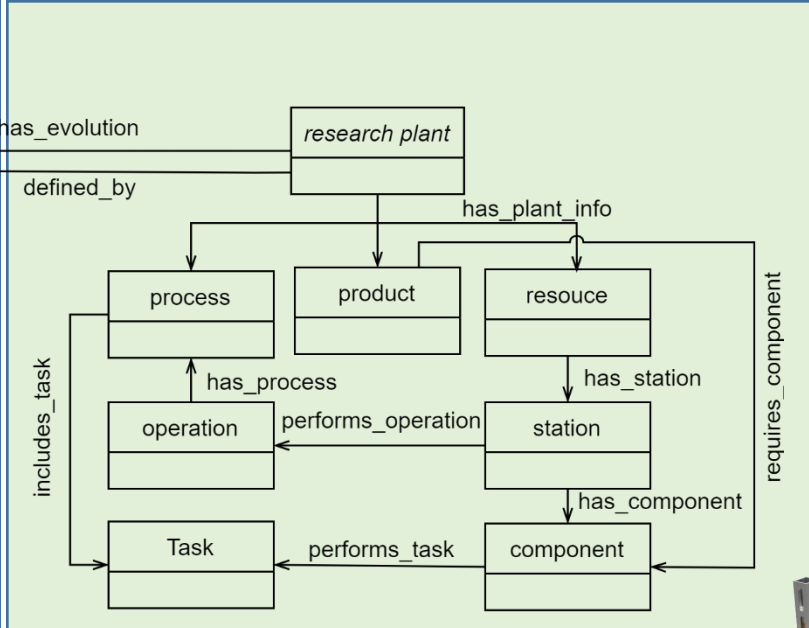 has_evolution
research plant
defined_by
has_plant_info
process
product
resouce
requires_component
includes_task
has_process
has_station
operation
performs_operation
station
has_component
Task
performs_task
component